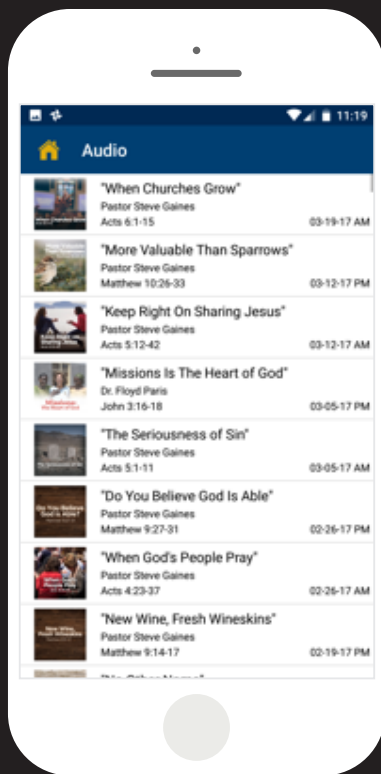 11:19
Audio
"When Churches Grow"
Pastor Steve Gaines
Acts 6:1-15 03-19-17 AM
"More Valuable Than Sparrows"
Pastor Steve Gaines
Matthew 10:26-33 03-12-17 PM
"Keep Right On Sharing Jesus"
Pastor Steve Gaines
Acts 5:12-42 03-12-17 AM
"Missions Is The Heart of God"
Dr. Floyd Paris
John 3:16-18 03-05-17 PM
"The Seriousness of Sin"
Pastor Steve Gaines
Acts 5:1-11 03-05-17 AM
"Do You Believe God Is Able"
Pastor Steve Gaines
Matthew 9:27-31 02-26-17 PM
"When God's People Pray"
Pastor Steve Gaines
Acts 4:23-37 02-26-17 AM
"New Wine, Fresh Wineskins"
Pastor Steve Gaines
Matthew 9:14-17 02-19-17 PM